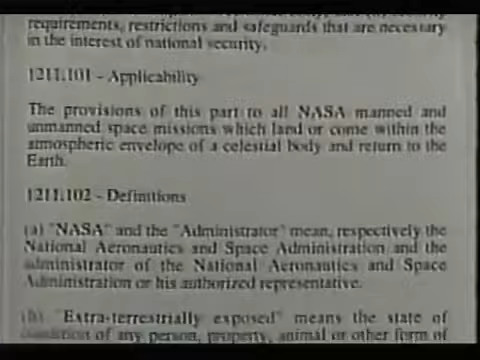 requirements, restrictions and safeguards that are necessary
in the interest of national security.
1211.101 - Applicability
The provisions of this part to all NASA manned and
unmanned space missions which land or come within the
atmospheric envelope of a celestial body and return to the
Earth.
1211.102 - Definitions
(a) "NASA" and the "Administrator" mean, respectively the
National Aeronautics and Space Administration and the
administrator of the National Aeronautics and Space
Administration or his authorized representative.
(b) "Extra-terrestrially exposed" means the state of
condition of any person, property, animal or other form of